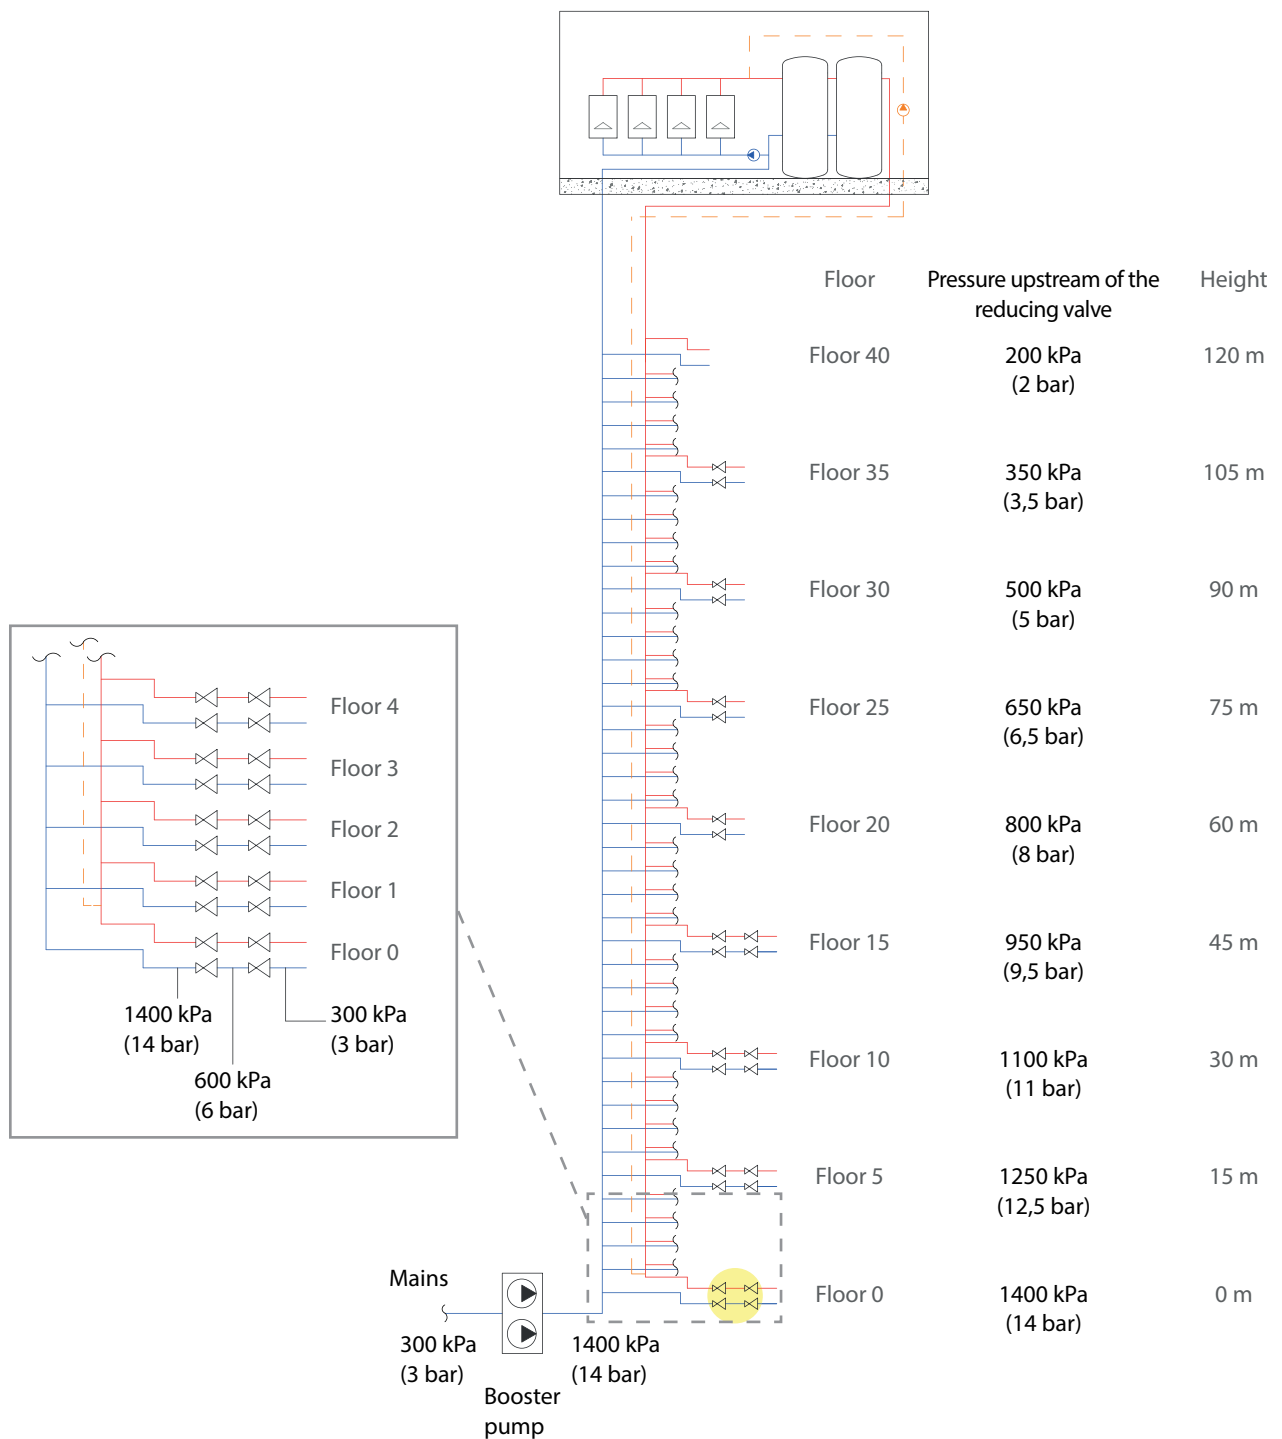 Floor
Pressure upstream of the
reducing valve
Height
Floor 40
200 kPa
(2 bar)
120 m
Floor 35
350 kPa
(3,5 bar)
105 m
Floor 30
500 kPa
(5 bar)
90 m
Floor 25
650 kPa
(6,5 bar)
75 m
Floor 20
800 kPa
(8 bar)
60 m
Floor 15
950 kPa
(9,5 bar)
45 m
Floor 10
1100 kPa
(11 bar)
30 m
Floor 5
1250 kPa
(12,5 bar)
15 m
Floor 0
1400 kPa
(14 bar)
0 m
Floor 4
Floor 3
Floor 2
Floor 1
Floor 0
1400 kPa
(14 bar)
300 kPa
(3 bar)
600 kPa
(6 bar)
Mains
300 kPa
(3 bar)
1400 kPa
(14 bar)
Booster
pump